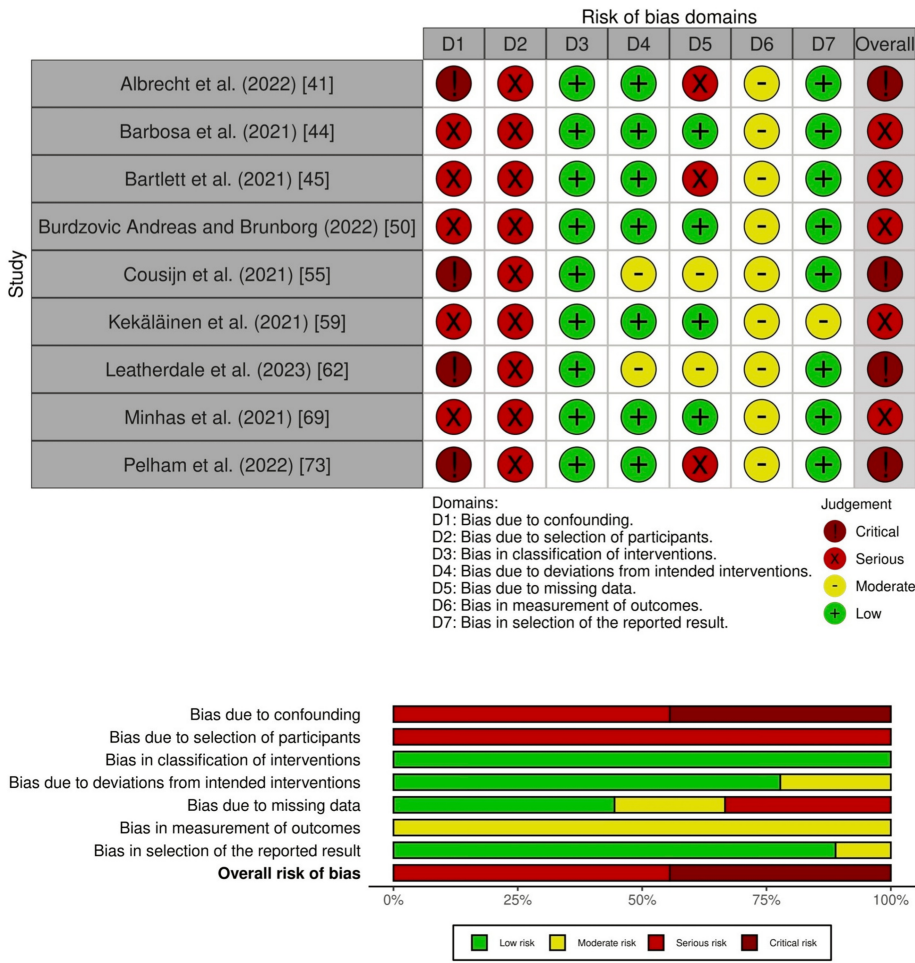 Risk of bias domains
D1 D2 D3 D4 D5 D6 D7 Overall
Study
Albrecht et al. (2022) [41] ! X + + X - + !
Barbosa et al. (2021) [44] X X + + + - + X
Bartlett et al. (2021) [45] X X + + X - + X
Burdzovic Andreas and Brunborg (2022) [50] X X + + + - + X
Cousijn et al. (2021) [55] ! X + - - - + !
Kekäläinen et al. (2021) [59] X X + + + - - X
Leatherdale et al. (2023) [62] ! X + - - - + !
Minhas et al. (2021) [69] X X + + + - + X
Pelham et al. (2022) [73] ! X + + X - + !
Domains:
D1: Bias due to confounding.
D2: Bias due to selection of participants.
D3: Bias in classification of interventions.
D4: Bias due to deviations from intended interventions.
D5: Bias due to missing data.
D6: Bias in measurement of outcomes.
D7: Bias in selection of the reported result.
Judgement
! Critical
X Serious
- Moderate
+ Low
Bias due to confounding
Bias due to selection of participants
Bias in classification of interventions
Bias due to deviations from intended interventions
Bias due to missing data
Bias in measurement of outcomes
Bias in selection of the reported result
Overall risk of bias
0% 25% 50% 75% 100%
Low risk Moderate risk Serious risk Critical risk